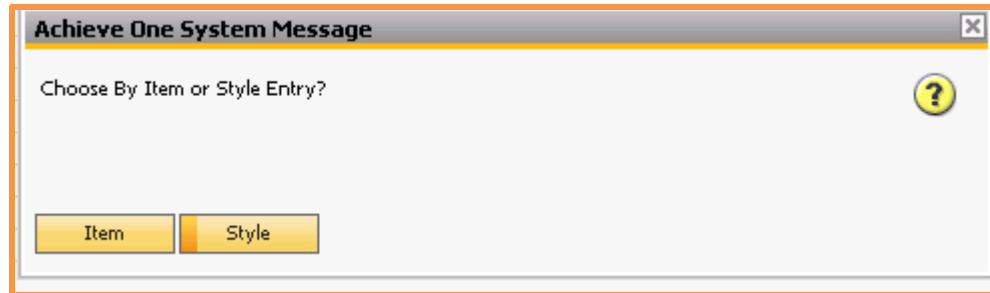 Achieve One System Message
Choose By Item or Style Entry?
?
Item
Style